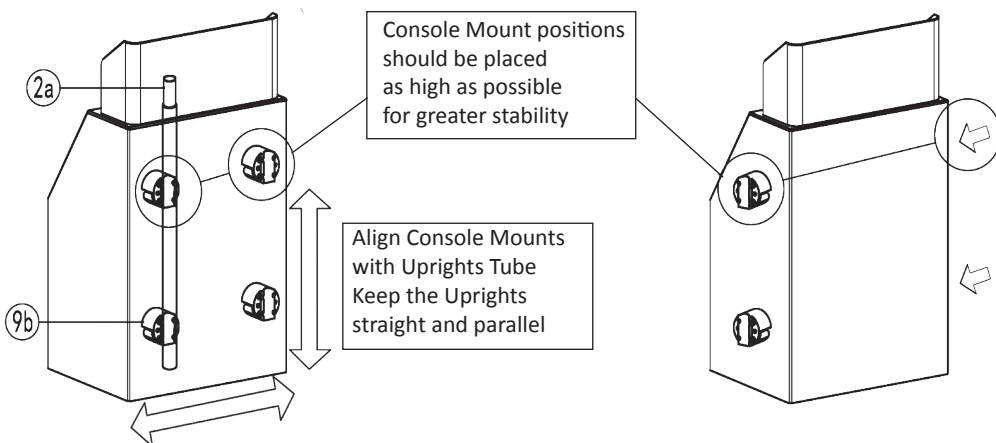 Console Mount positions
should be placed
as high as possible
for greater stability
2a
Align Console Mounts
with Uprights Tube
Keep the Uprights
straight and parallel
9b